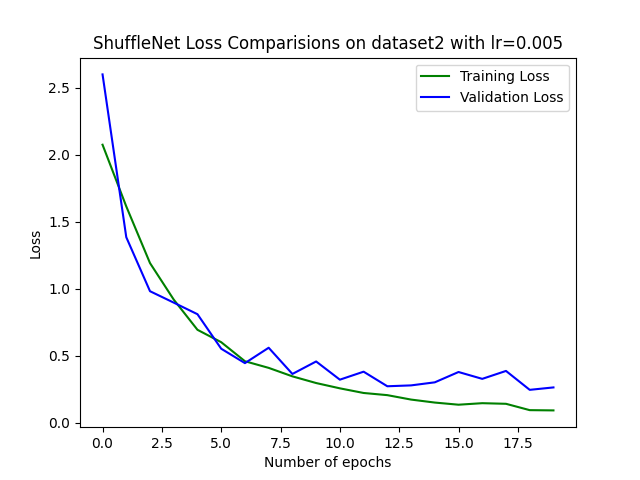 ShuffleNet Loss Comparisions on dataset2 with lr=0.005
Training Loss
Validation Loss
2.5
2.0
1.5
1.0
0.5
0.0
Loss
0.0 2.5 5.0 7.5 10.0 12.5 15.0 17.5
Number of epochs